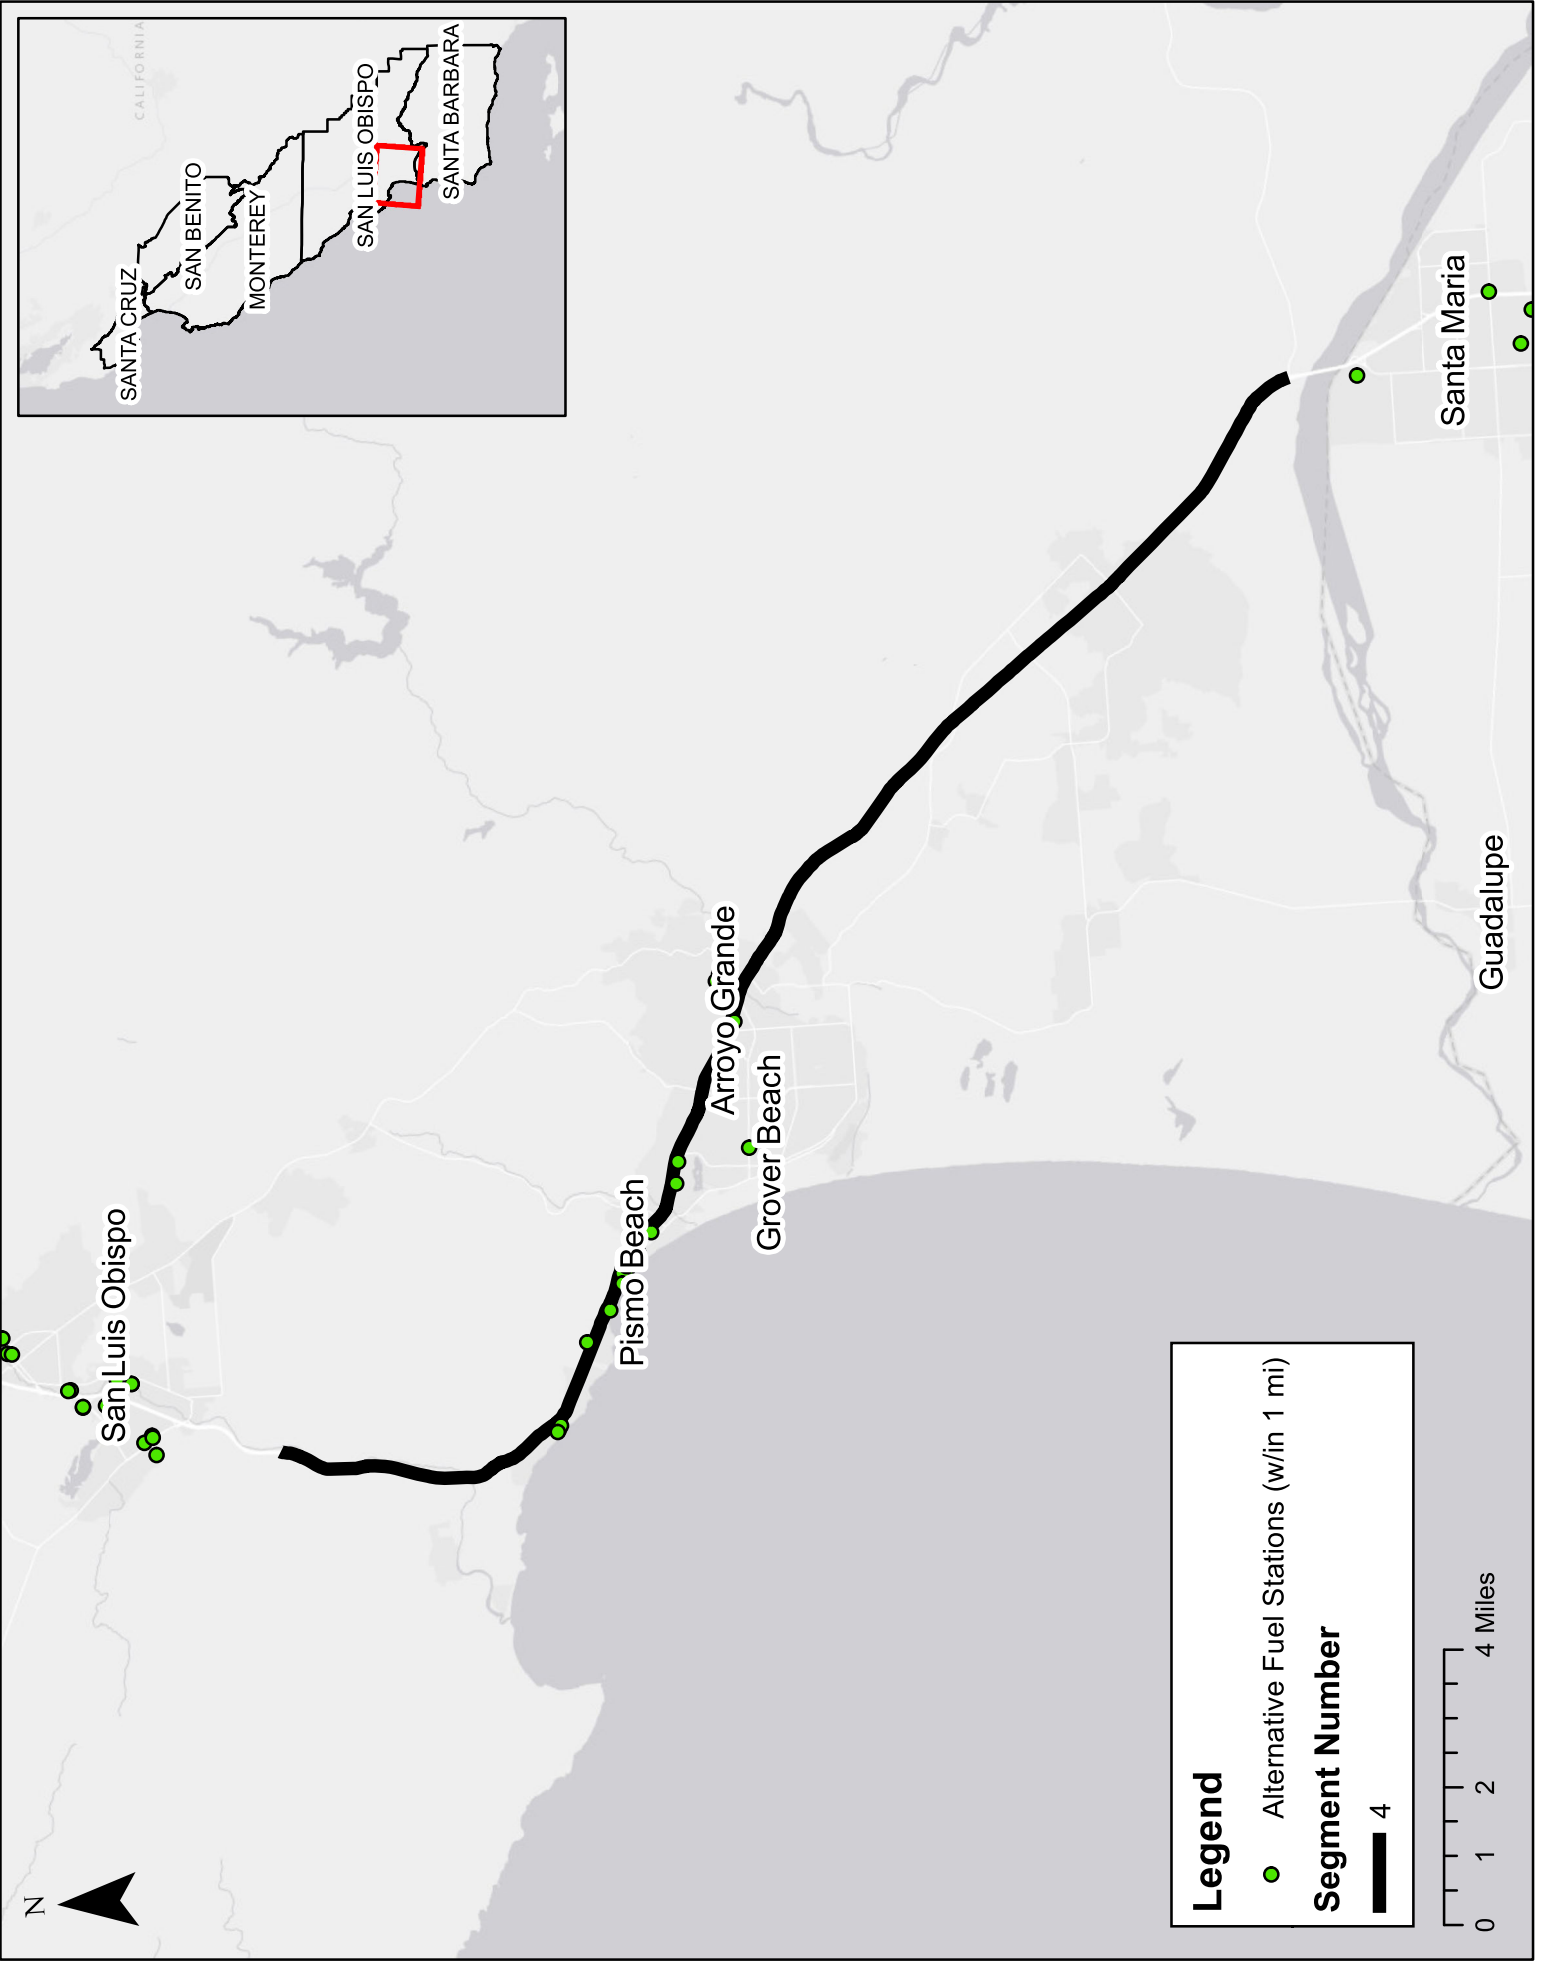 N
CALIFORNIA
SANTA CRUZ
SAN BENITO
MONTEREY
SAN LUIS OBISPO
SANTA BARBARA
San Luis Obispo
Pismo Beach
Grover Beach
Arroyo Grande
Guadalupe
Santa Maria
Legend
Alternative Fuel Stations (w/in 1 mi)
Segment Number
4
0 1 2 4 Miles